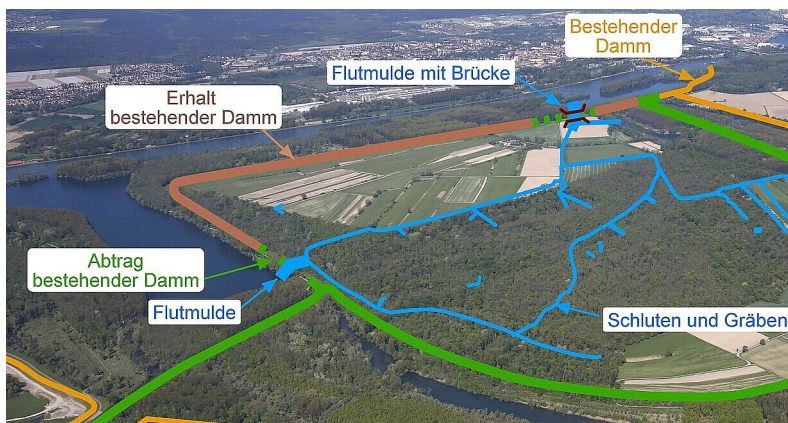 Bestehender
Damm
Flutmulde mit Brücke
Erhalt
bestehender Damm
Abtrag
bestehender Damm
Flutmulde
Schluten und Gräben